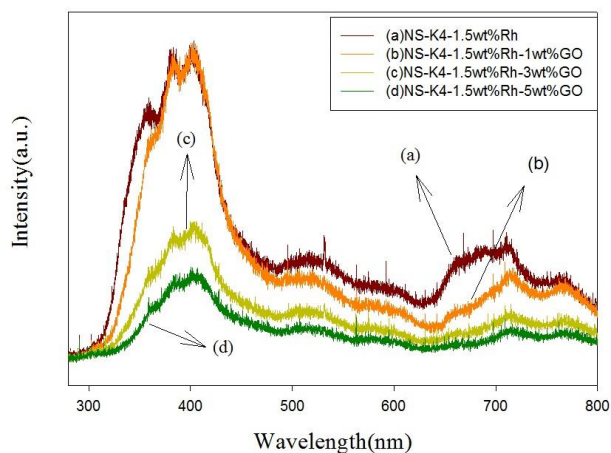 (a)NS-K4-1.5wt%Rh
(b)NS-K4-1.5wt%Rh-1wt%GO
(c)NS-K4-1.5wt%Rh-3wt%GO
(d)NS-K4-1.5wt%Rh-5wt%GO
(c)
(a)
(b)
(d)
Intensity(a.u.)
300 400 500 600 700 800
Wavelength(nm)